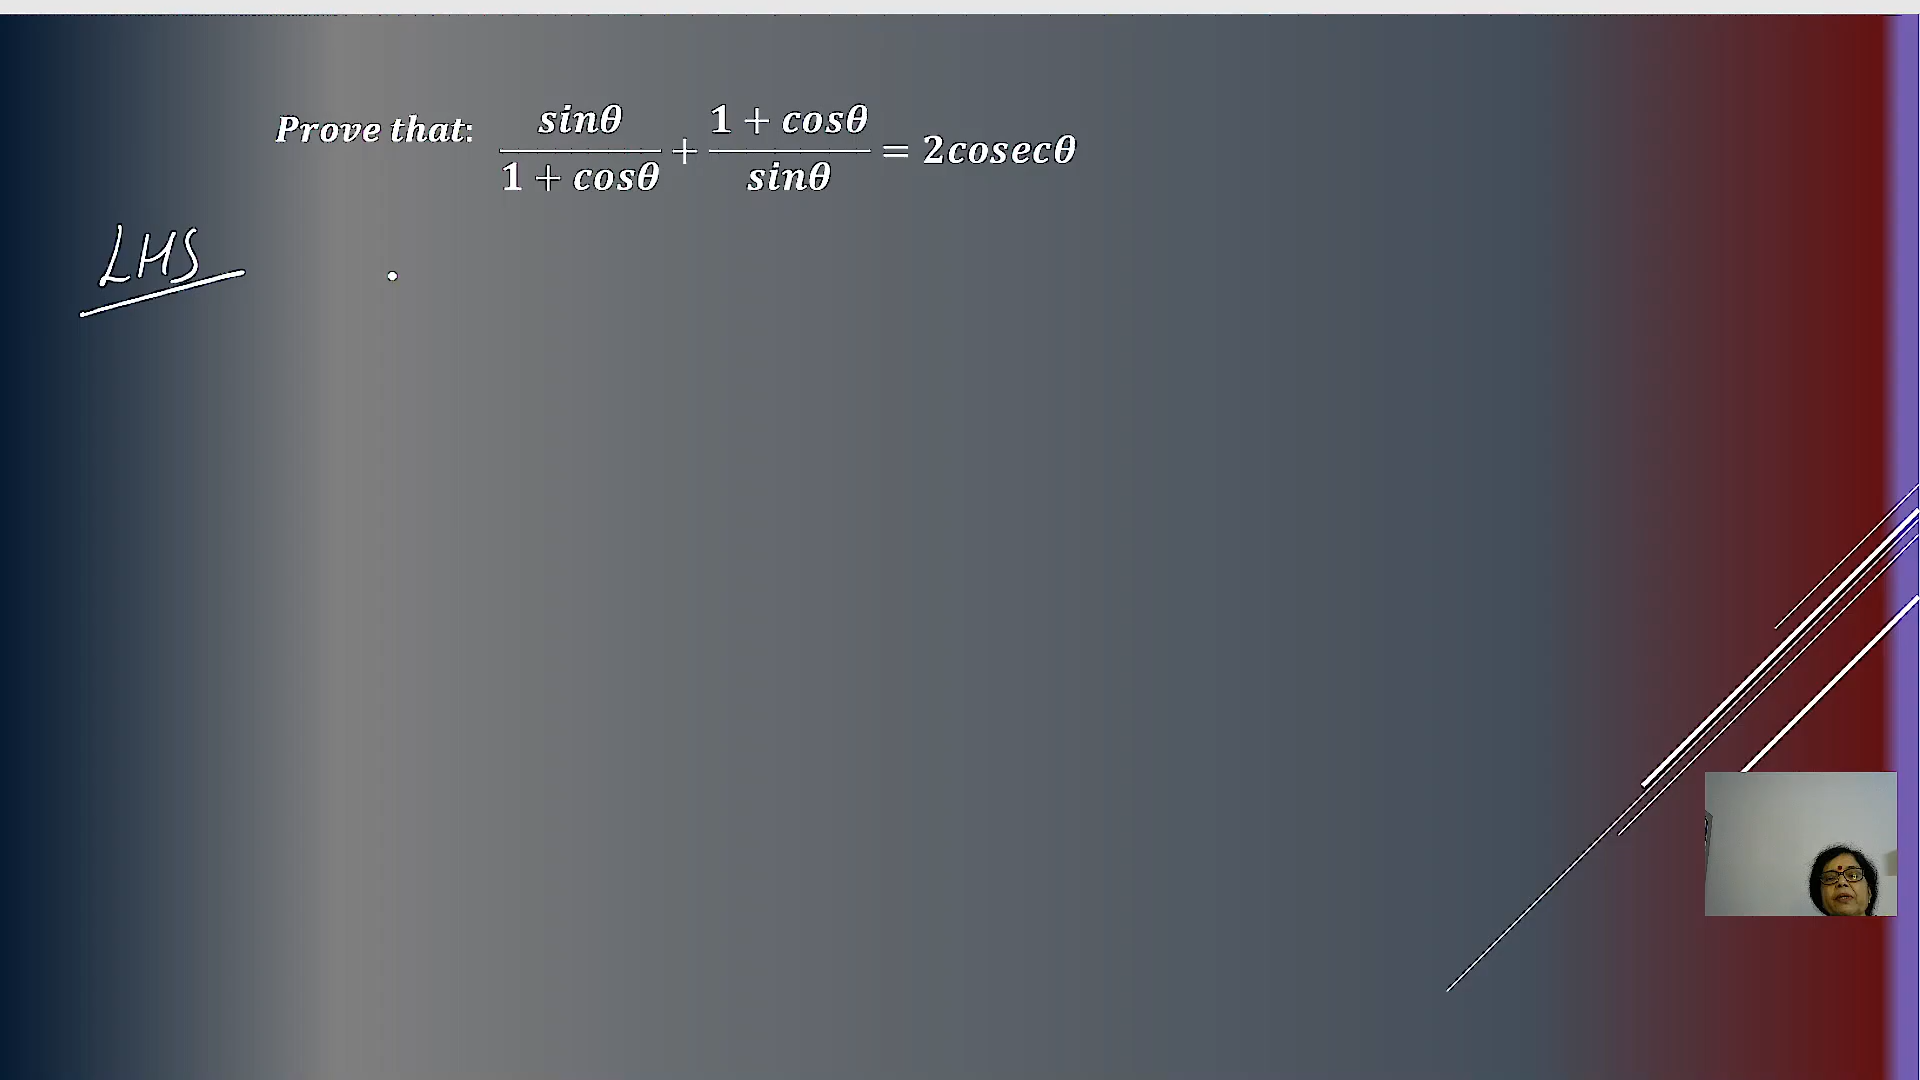 Prove that: sinθ/(1 + cosθ) + (1 + cosθ)/sinθ = 2cosecθ
LHS